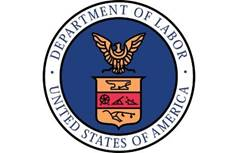 DEPARTMENT OF LABOR
UNITED STATES OF AMERICA